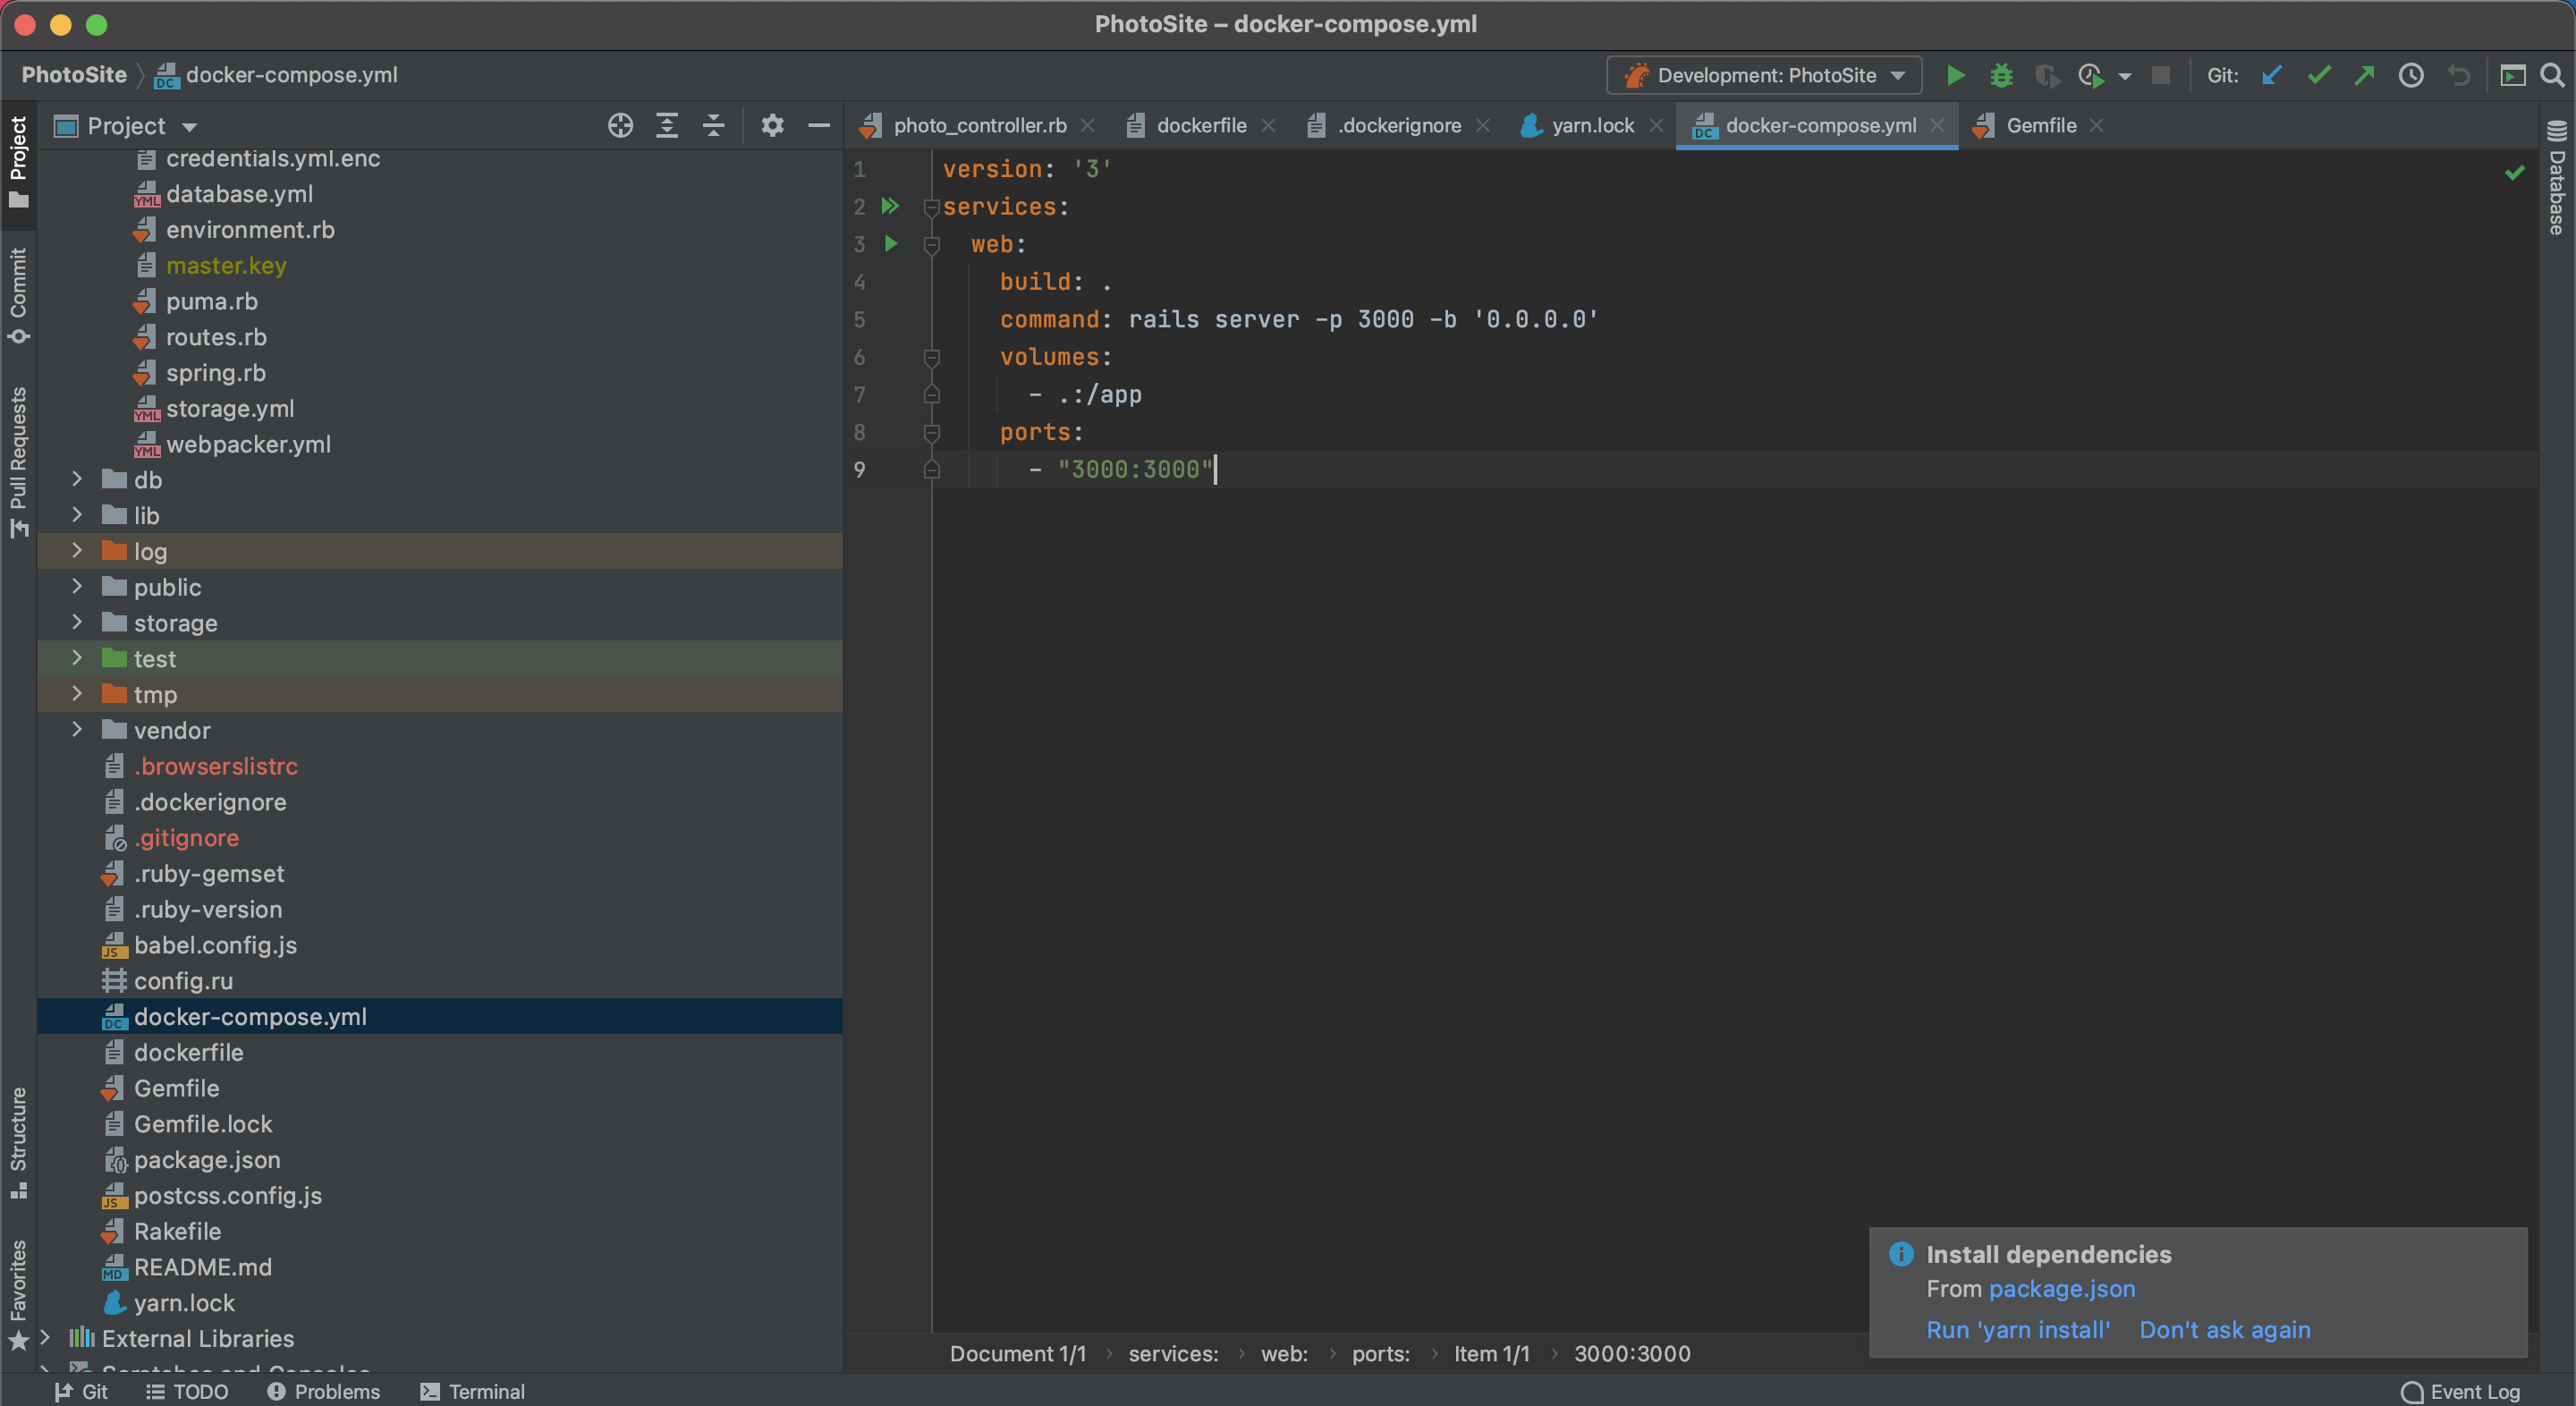 PhotoSite – docker-compose.yml
PhotoSite docker-compose.yml
Development: PhotoSite
Git:
Project
photo_controller.rb
dockerfile
.dockerignore
yarn.lock
docker-compose.yml
Gemfile
Project
Commit
Pull Requests
Structure
Favorites
Database
credentials.yml.enc
database.yml
environment.rb
master.key
puma.rb
routes.rb
spring.rb
storage.yml
webpacker.yml
db
lib
log
public
storage
test
tmp
vendor
.browserslistrc
.dockerignore
.gitignore
.ruby-gemset
.ruby-version
babel.config.js
config.ru
docker-compose.yml
dockerfile
Gemfile
Gemfile.lock
package.json
postcss.config.js
Rakefile
README.md
yarn.lock
External Libraries
Scratches and Consoles
1 version: '3'
2 services:
3 web:
4 build: .
5 command: rails server -p 3000 -b '0.0.0.0'
6 volumes:
7 - .:/app
8 ports:
9 - "3000:3000"
Install dependencies
From package.json
Run 'yarn install' Don't ask again
Document 1/1 › services: › web: › ports: › Item 1/1 › 3000:3000
Git TODO Problems Terminal
Event Log